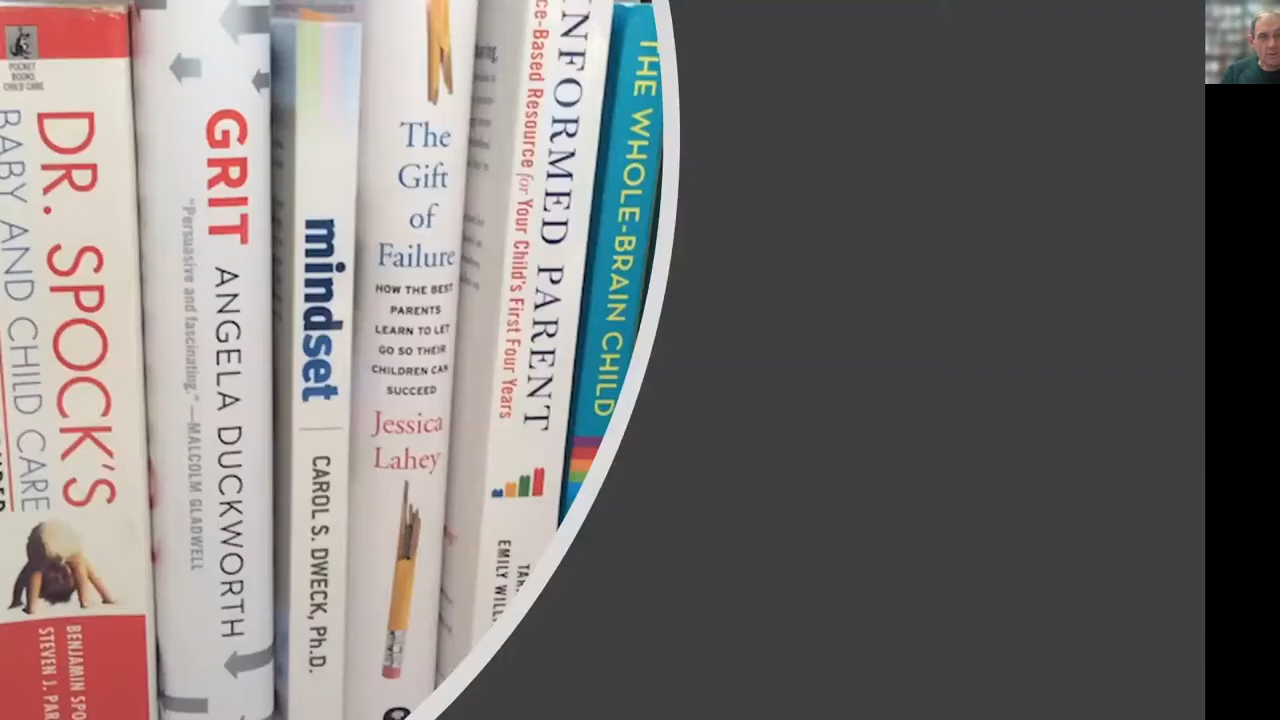 POCKET
BOOKS
CHILD CARE
DR. SPOCK'S
BABY AND CHILD CARE
BENJAMIN SPO
STEVEN J. PAR
GRIT
ANGELA DUCKWORTH
"Persuasive and fascinating." —MALCOLM GLADWELL
mindset
CAROL S. DWECK, Ph.D.
The
Gift
of
Failure
HOW THE BEST
PARENTS
LEARN TO LET
GO SO THEIR
CHILDREN CAN
SUCCEED
Jessica
Lahey
INFORMED PARENT
ce-Based Resource for Your Child's First Four Years
TAR
EMILY WILL
THE WHOLE-BRAIN CHILD